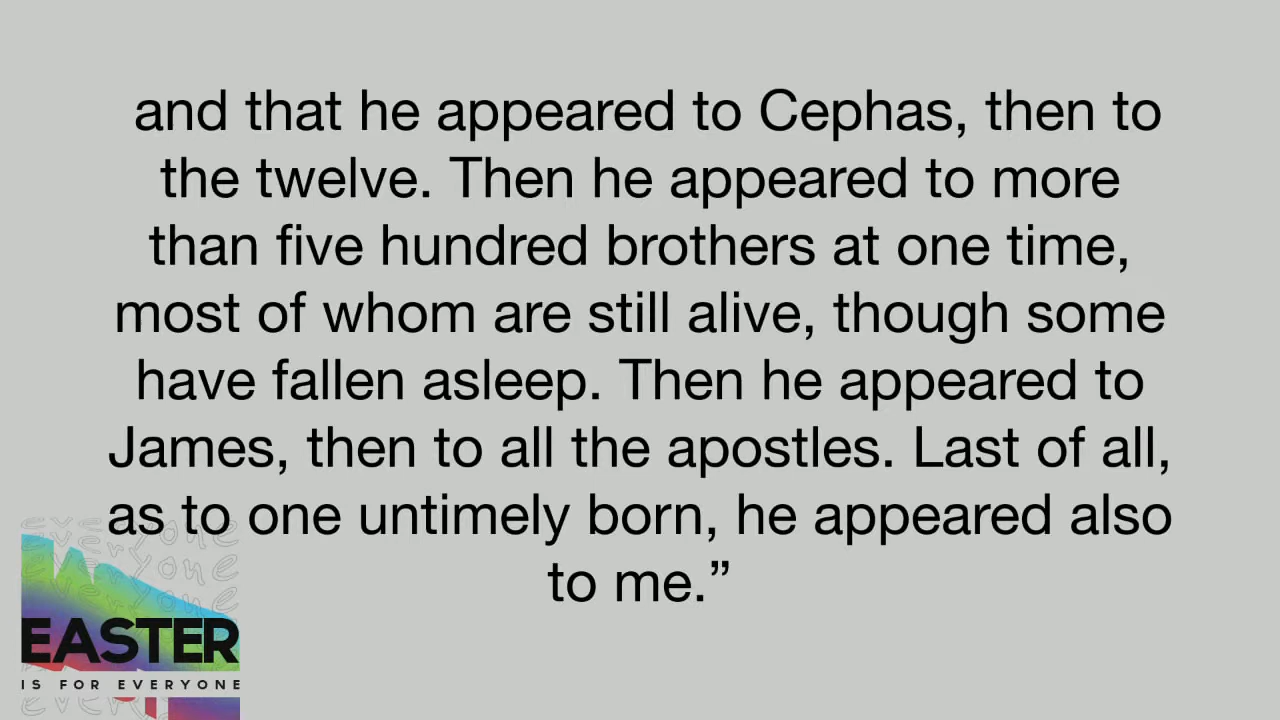 and that he appeared to Cephas, then to
the twelve. Then he appeared to more
than five hundred brothers at one time,
most of whom are still alive, though some
have fallen asleep. Then he appeared to
James, then to all the apostles. Last of all,
as to one untimely born, he appeared also
to me.”
everyone
everyone
everyone
EASTER
IS FOR EVERYONE